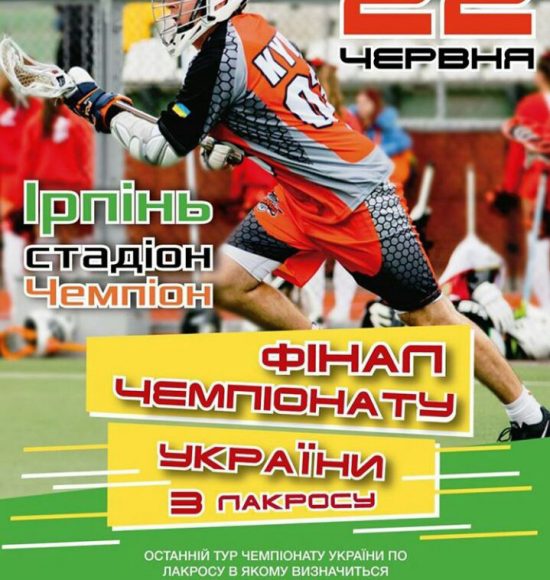 22
ЧЕРВНЯ
Ірпінь
стадіон
Чемпіон
ФІНАЛ
ЧЕМПІОНАТУ
УКРАЇНИ
З ЛАКРОСУ
ОСТАННІЙ ТУР ЧЕМПІОНАТУ УКРАЇНИ ПО
ЛАКРОСУ В ЯКОМУ ВИЗНАЧИТЬСЯ